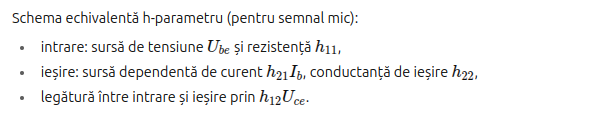 Schema echivalentă h-parametru (pentru semnal mic):
• intrare: sursă de tensiune U_{be} și rezistență h_{11},
• ieșire: sursă dependentă de curent h_{21}I_b, conductanță de ieșire h_{22},
• legătură între intrare și ieșire prin h_{12}U_{ce}.